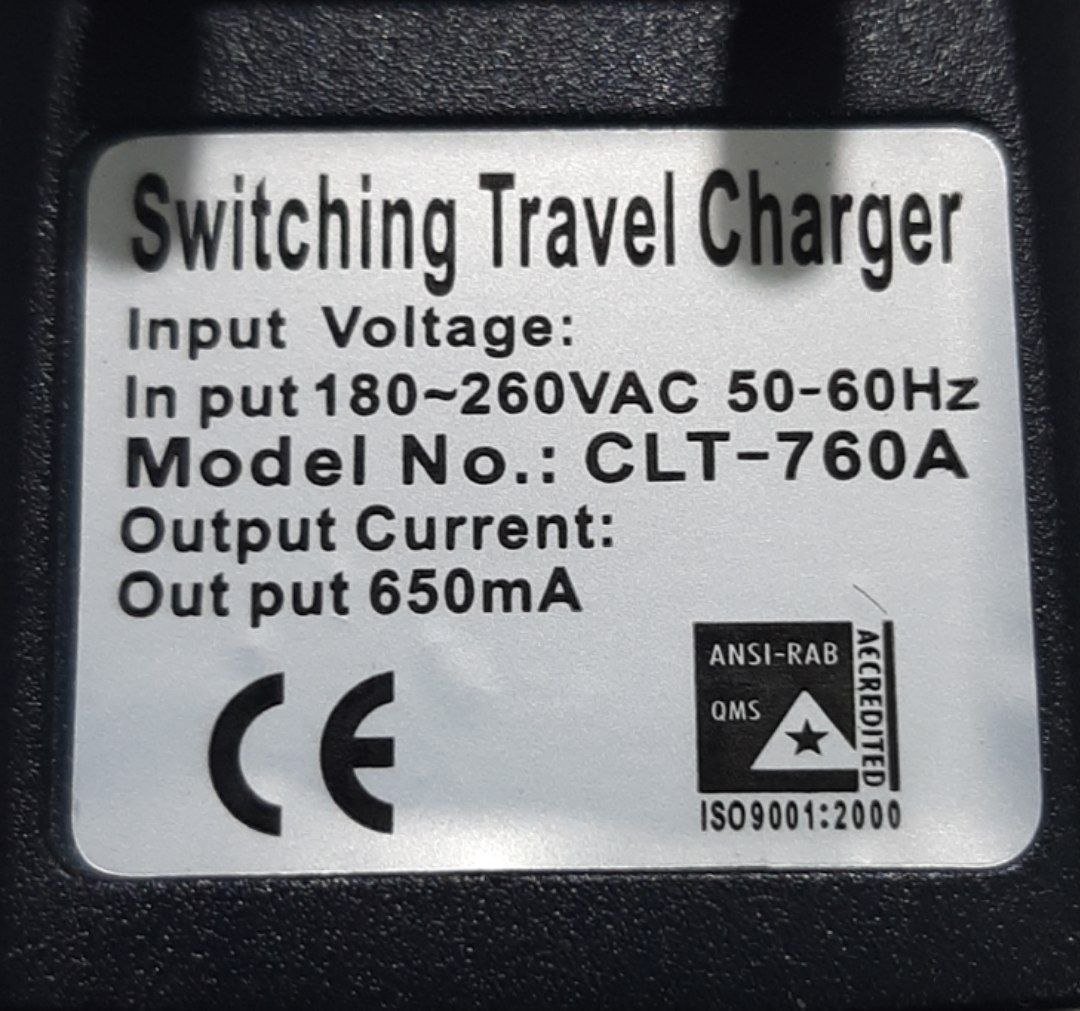 Switching Travel Charger
Input Voltage:
In put 180~260VAC 50-60Hz
Model No.: CLT-760A
Output Current:
Out put 650mA
CE
ANSI-RAB
QMS
ACCREDITED
ISO9001:2000